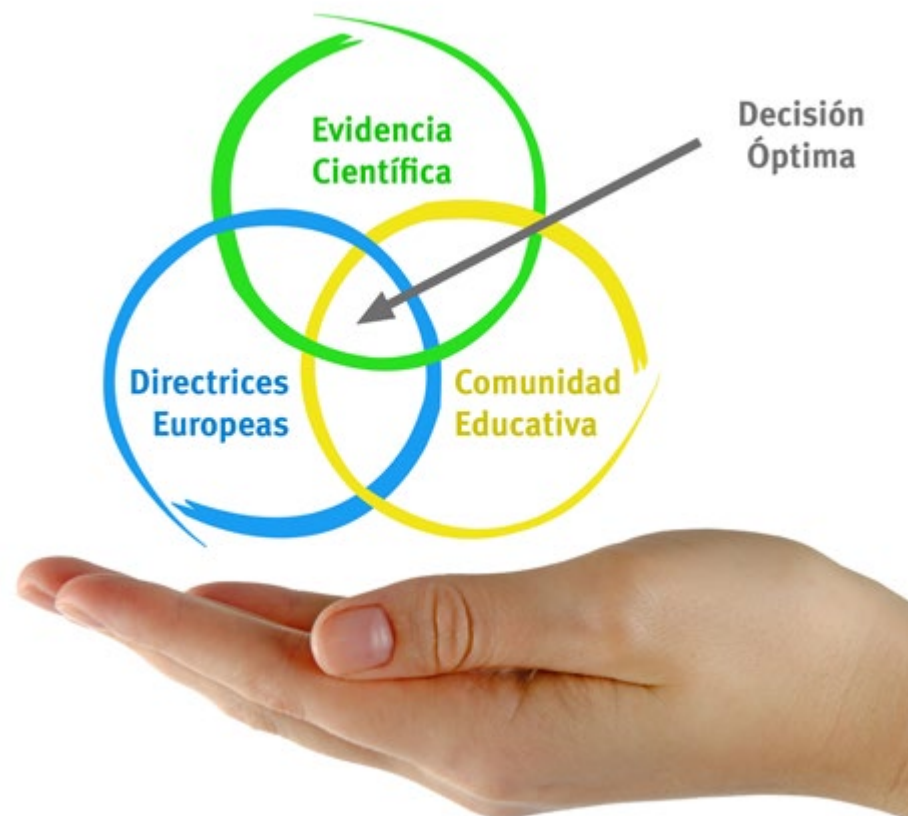 Evidencia
Científica
Decisión
Óptima
Directrices
Europeas
Comunidad
Educativa